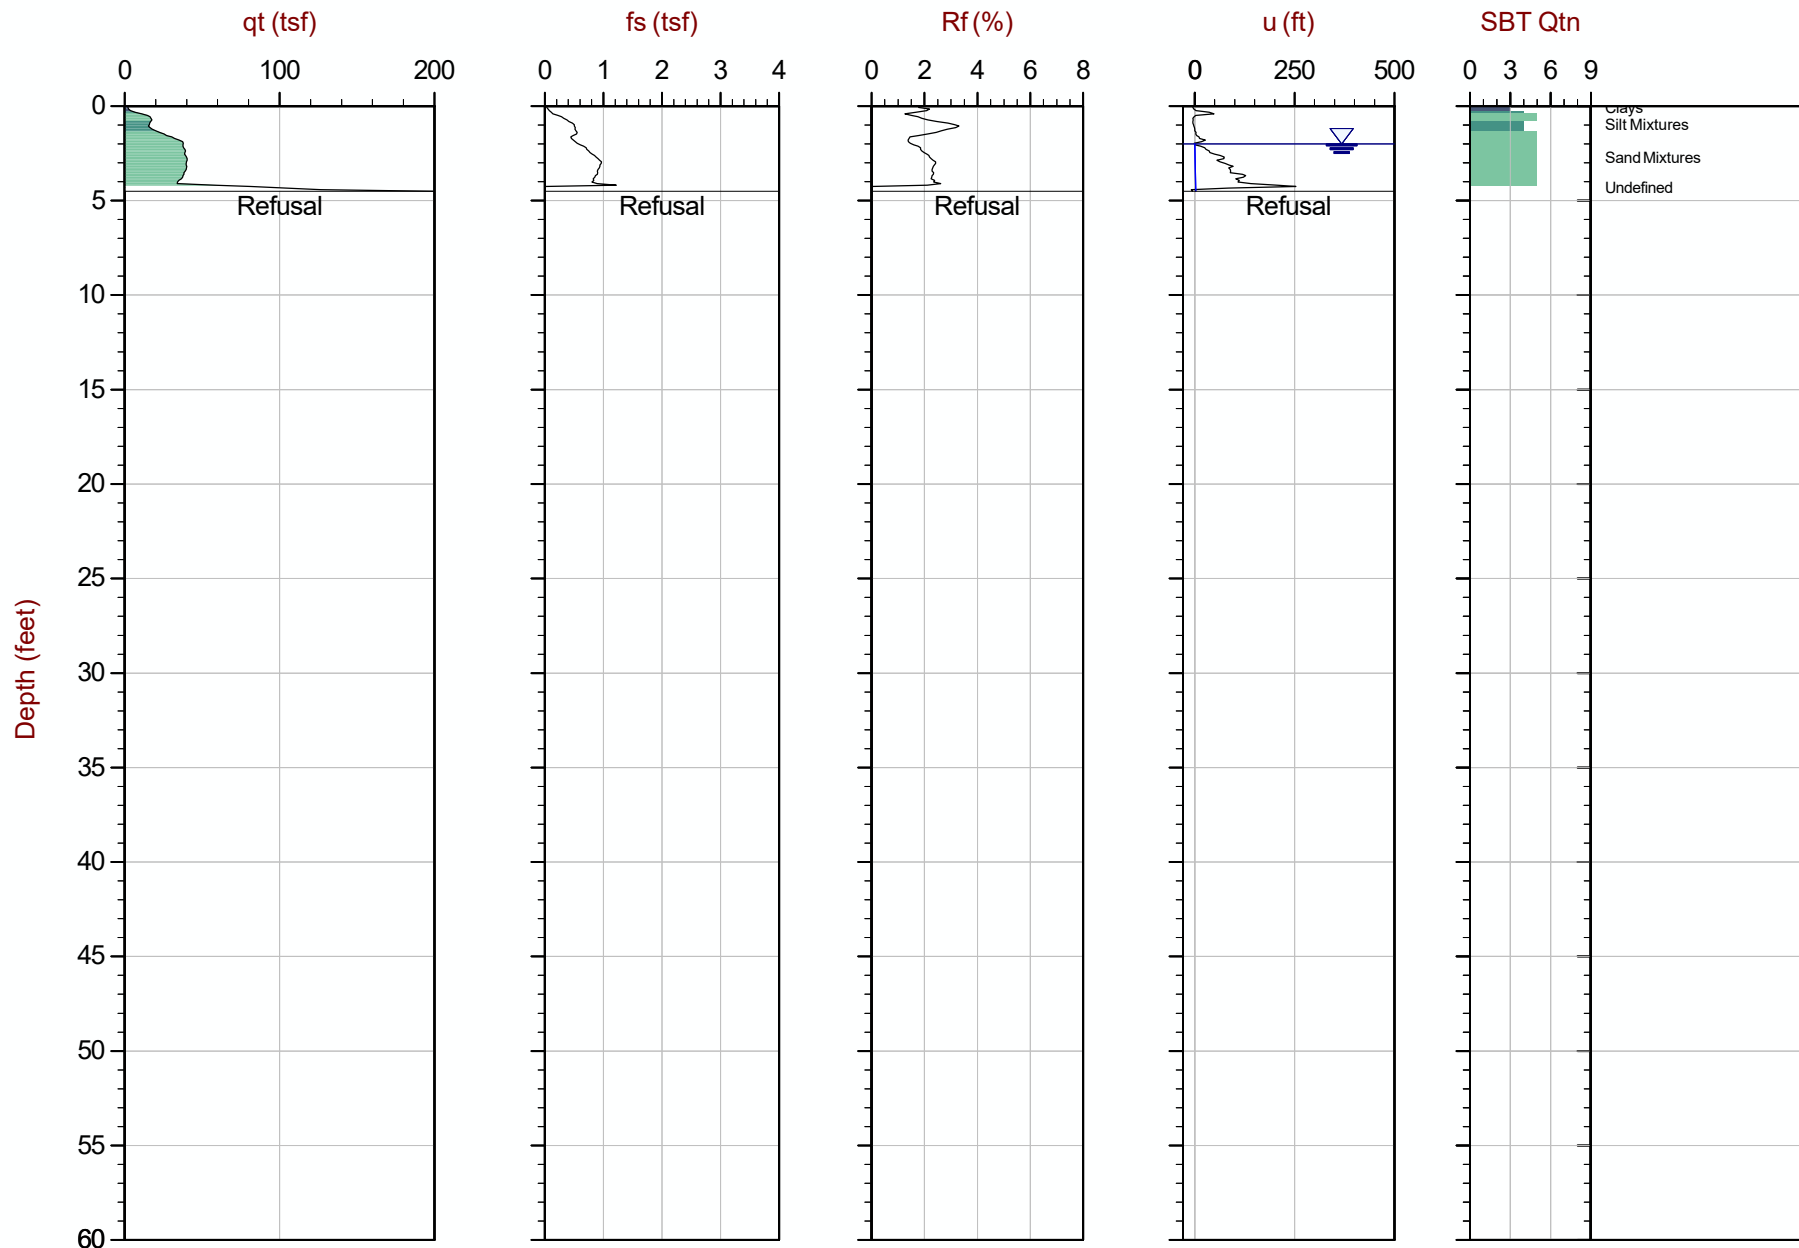 qt (tsf) fs (tsf) Rf (%) u (ft) SBT Qtn
0 100 200 0 1 2 3 4 0 2 4 6 8 0 250 500 0 3 6 9
0
Clays
Silt Mixtures
Sand Mixtures
Undefined
5
Refusal Refusal Refusal Refusal
10
15
20
25
30
Depth (feet)
35
40
45
50
55
60